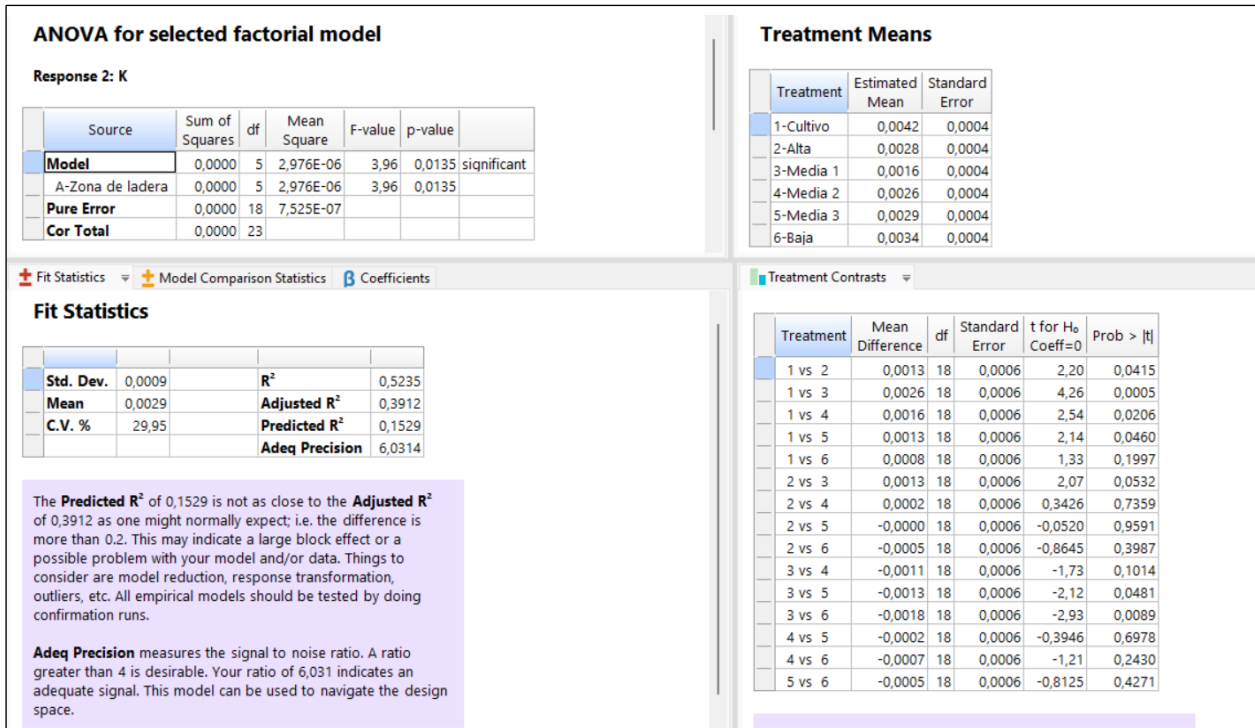 ANOVA for selected factorial model
Response 2: K
Source Sum of Squares df Mean Square F-value p-value
Model 0,0000 5 2,976E-06 3,96 0,0135 significant
A-Zona de ladera 0,0000 5 2,976E-06 3,96 0,0135
Pure Error 0,0000 18 7,525E-07
Cor Total 0,0000 23
Treatment Means
Treatment Estimated Mean Standard Error
1-Cultivo 0,0042 0,0004
2-Alta 0,0028 0,0004
3-Media 1 0,0016 0,0004
4-Media 2 0,0026 0,0004
5-Media 3 0,0029 0,0004
6-Baja 0,0034 0,0004
Fit Statistics Model Comparison Statistics β Coefficients
Fit Statistics
Std. Dev. 0,0009 R² 0,5235
Mean 0,0029 Adjusted R² 0,3912
C.V. % 29,95 Predicted R² 0,1529
Adeq Precision 6,0314
The Predicted R² of 0,1529 is not as close to the Adjusted R²
of 0,3912 as one might normally expect; i.e. the difference is
more than 0.2. This may indicate a large block effect or a
possible problem with your model and/or data. Things to
consider are model reduction, response transformation,
outliers, etc. All empirical models should be tested by doing
confirmation runs.
Adeq Precision measures the signal to noise ratio. A ratio
greater than 4 is desirable. Your ratio of 6,031 indicates an
adequate signal. This model can be used to navigate the design
space.
Treatment Contrasts
Treatment Mean Difference df Standard Error t for H₀ Coeff=0 Prob > |t|
1 vs 2 0,0013 18 0,0006 2,20 0,0415
1 vs 3 0,0026 18 0,0006 4,26 0,0005
1 vs 4 0,0016 18 0,0006 2,54 0,0206
1 vs 5 0,0013 18 0,0006 2,14 0,0460
1 vs 6 0,0008 18 0,0006 1,33 0,1997
2 vs 3 0,0013 18 0,0006 2,07 0,0532
2 vs 4 0,0002 18 0,0006 0,3426 0,7359
2 vs 5 -0,0000 18 0,0006 -0,0520 0,9591
2 vs 6 -0,0005 18 0,0006 -0,8645 0,3987
3 vs 4 -0,0011 18 0,0006 -1,73 0,1014
3 vs 5 -0,0013 18 0,0006 -2,12 0,0481
3 vs 6 -0,0018 18 0,0006 -2,93 0,0089
4 vs 5 -0,0002 18 0,0006 -0,3946 0,6978
4 vs 6 -0,0007 18 0,0006 -1,21 0,2430
5 vs 6 -0,0005 18 0,0006 -0,8125 0,4271